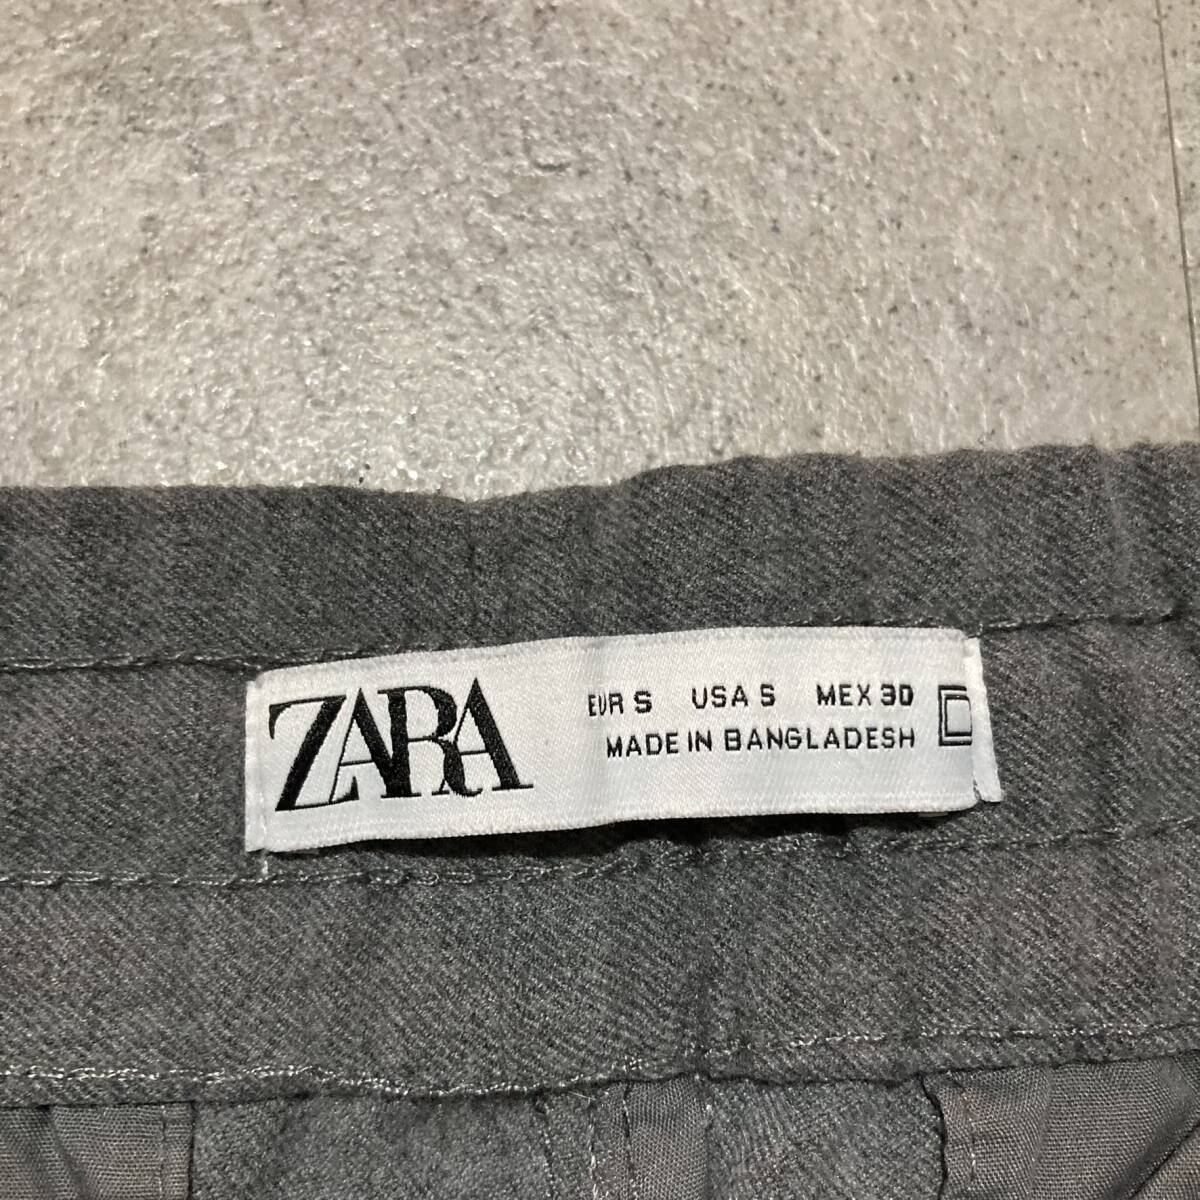 ZARA
EUR S USA S MEX 30
MADE IN BANGLADESH